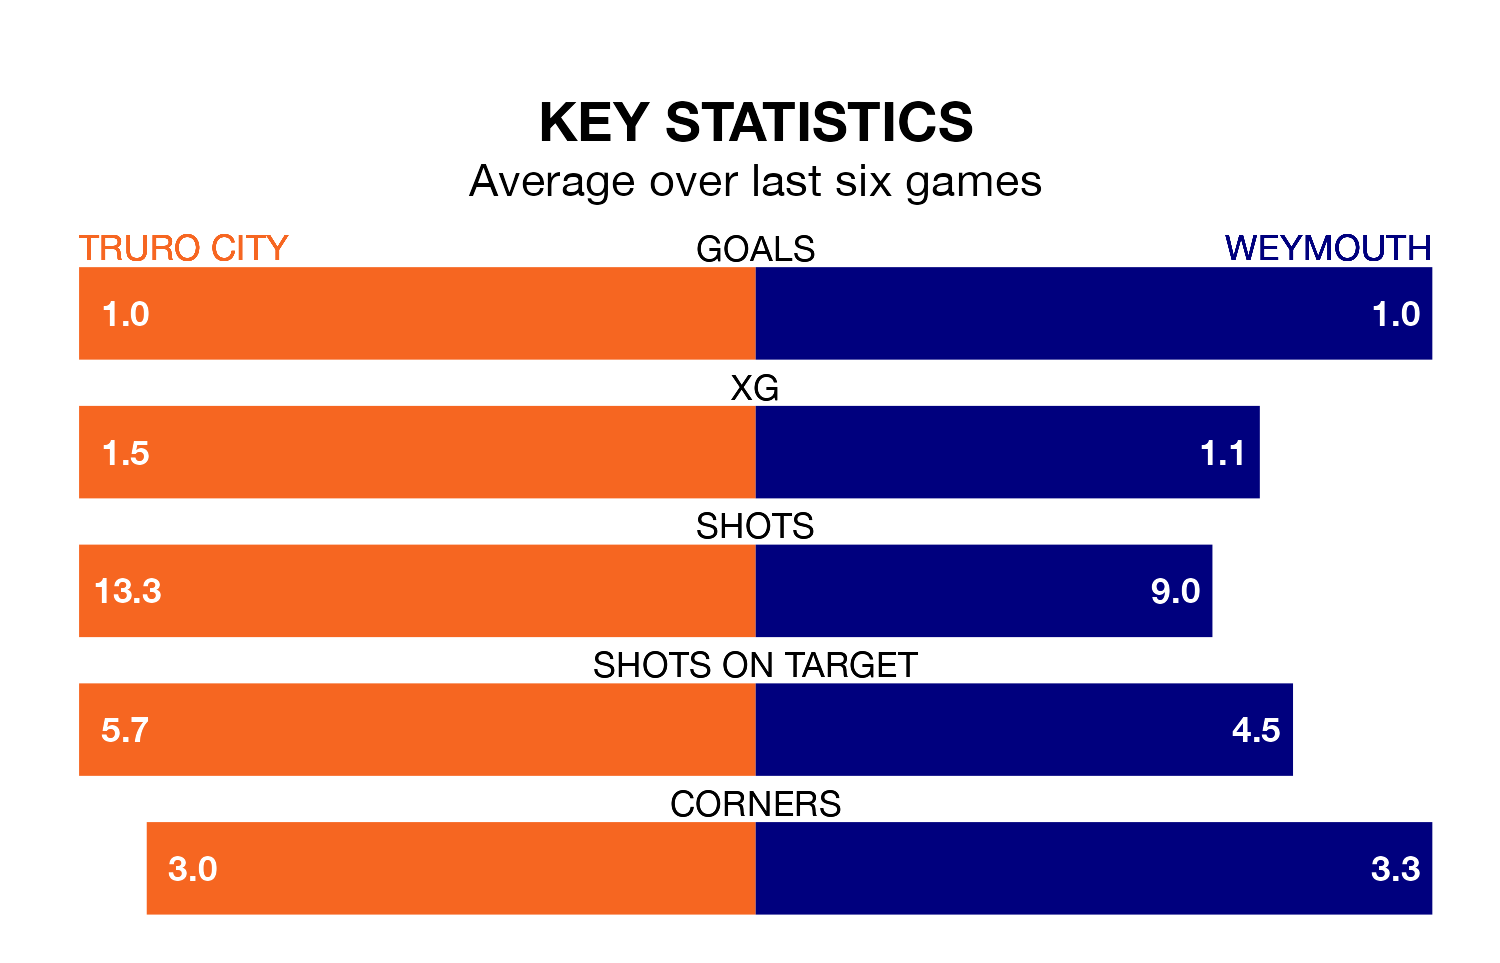 KEY STATISTICS
Average over last six games
TRURO CITY GOALS WEYMOUTH
1.0 1.0
XG
1.5 1.1
SHOTS
13.3 9.0
SHOTS ON TARGET
5.7 4.5
CORNERS
3.0 3.3